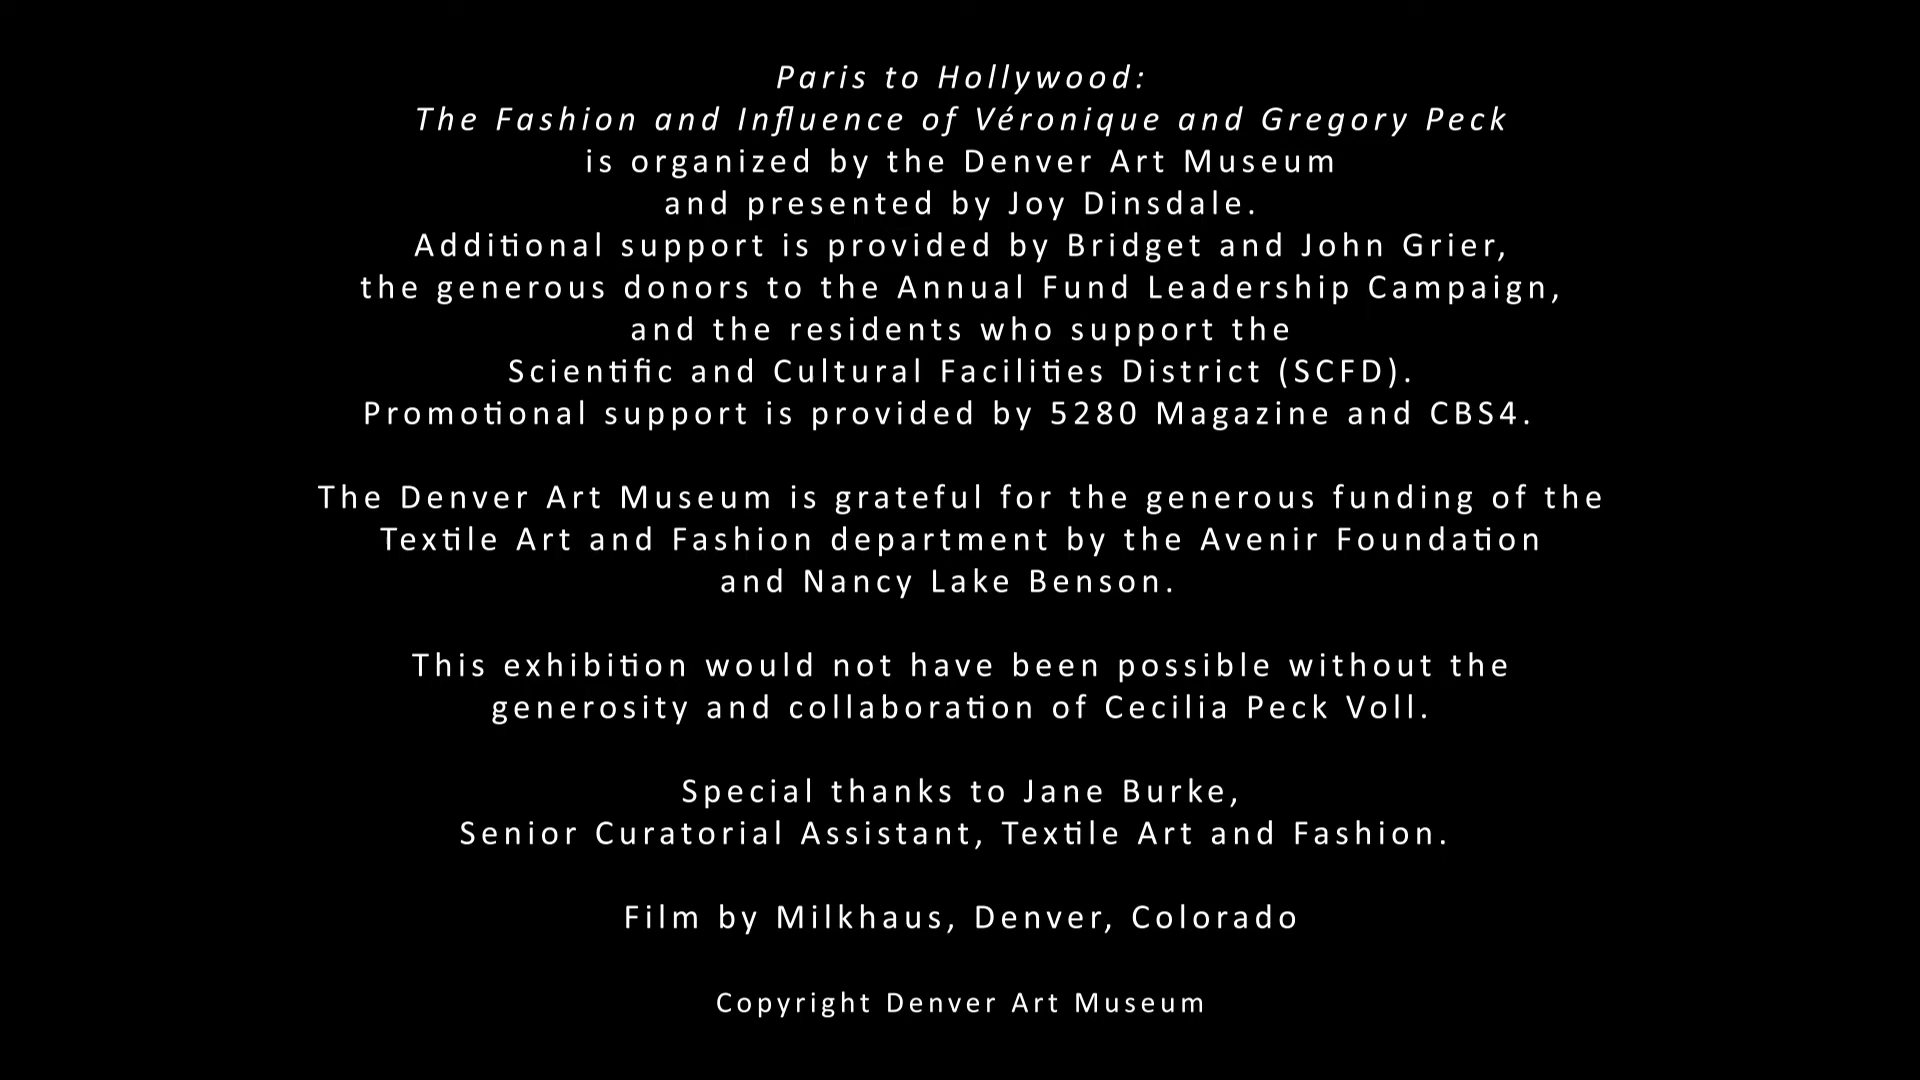 Paris to Hollywood:
The Fashion and Influence of Véronique and Gregory Peck
is organized by the Denver Art Museum
and presented by Joy Dinsdale.
Additional support is provided by Bridget and John Grier,
the generous donors to the Annual Fund Leadership Campaign,
and the residents who support the
Scientific and Cultural Facilities District (SCFD).
Promotional support is provided by 5280 Magazine and CBS4.
The Denver Art Museum is grateful for the generous funding of the
Textile Art and Fashion department by the Avenir Foundation
and Nancy Lake Benson.
This exhibition would not have been possible without the
generosity and collaboration of Cecilia Peck Voll.
Special thanks to Jane Burke,
Senior Curatorial Assistant, Textile Art and Fashion.
Film by Milkhaus, Denver, Colorado
Copyright Denver Art Museum